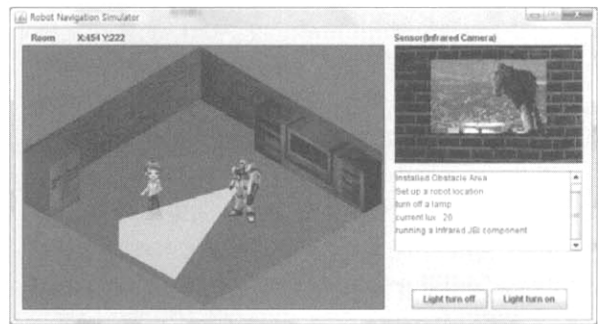 Robot Navigation Simulator
Room X:454 Y:222
Sensor(Infrared Camera)
Installed Obstacle Area
Set up a robot location
turn off a lamp
current lux 20
running a Infrared JBI component
Light turn off
Light turn on